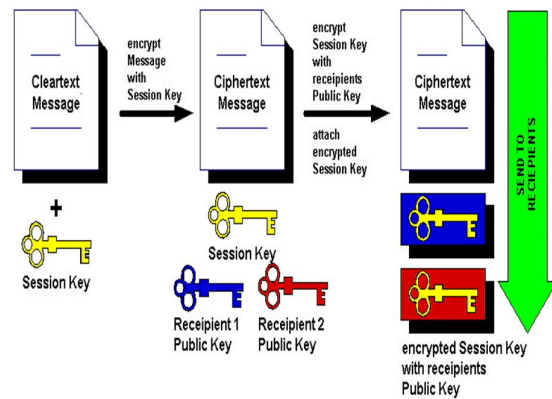 Cleartext
Message
encrypt
Message
with
Session Key
Ciphertext
Message
encrypt
Session Key
with
receipients
Public Key
attach
encrypted
Session Key
Ciphertext
Message
SEND TO
RECIEPIENTS
+
Session Key
Session Key
Receipient 1
Public Key
Receipient 2
Public Key
encrypted Session Key
with receipients
Public Key